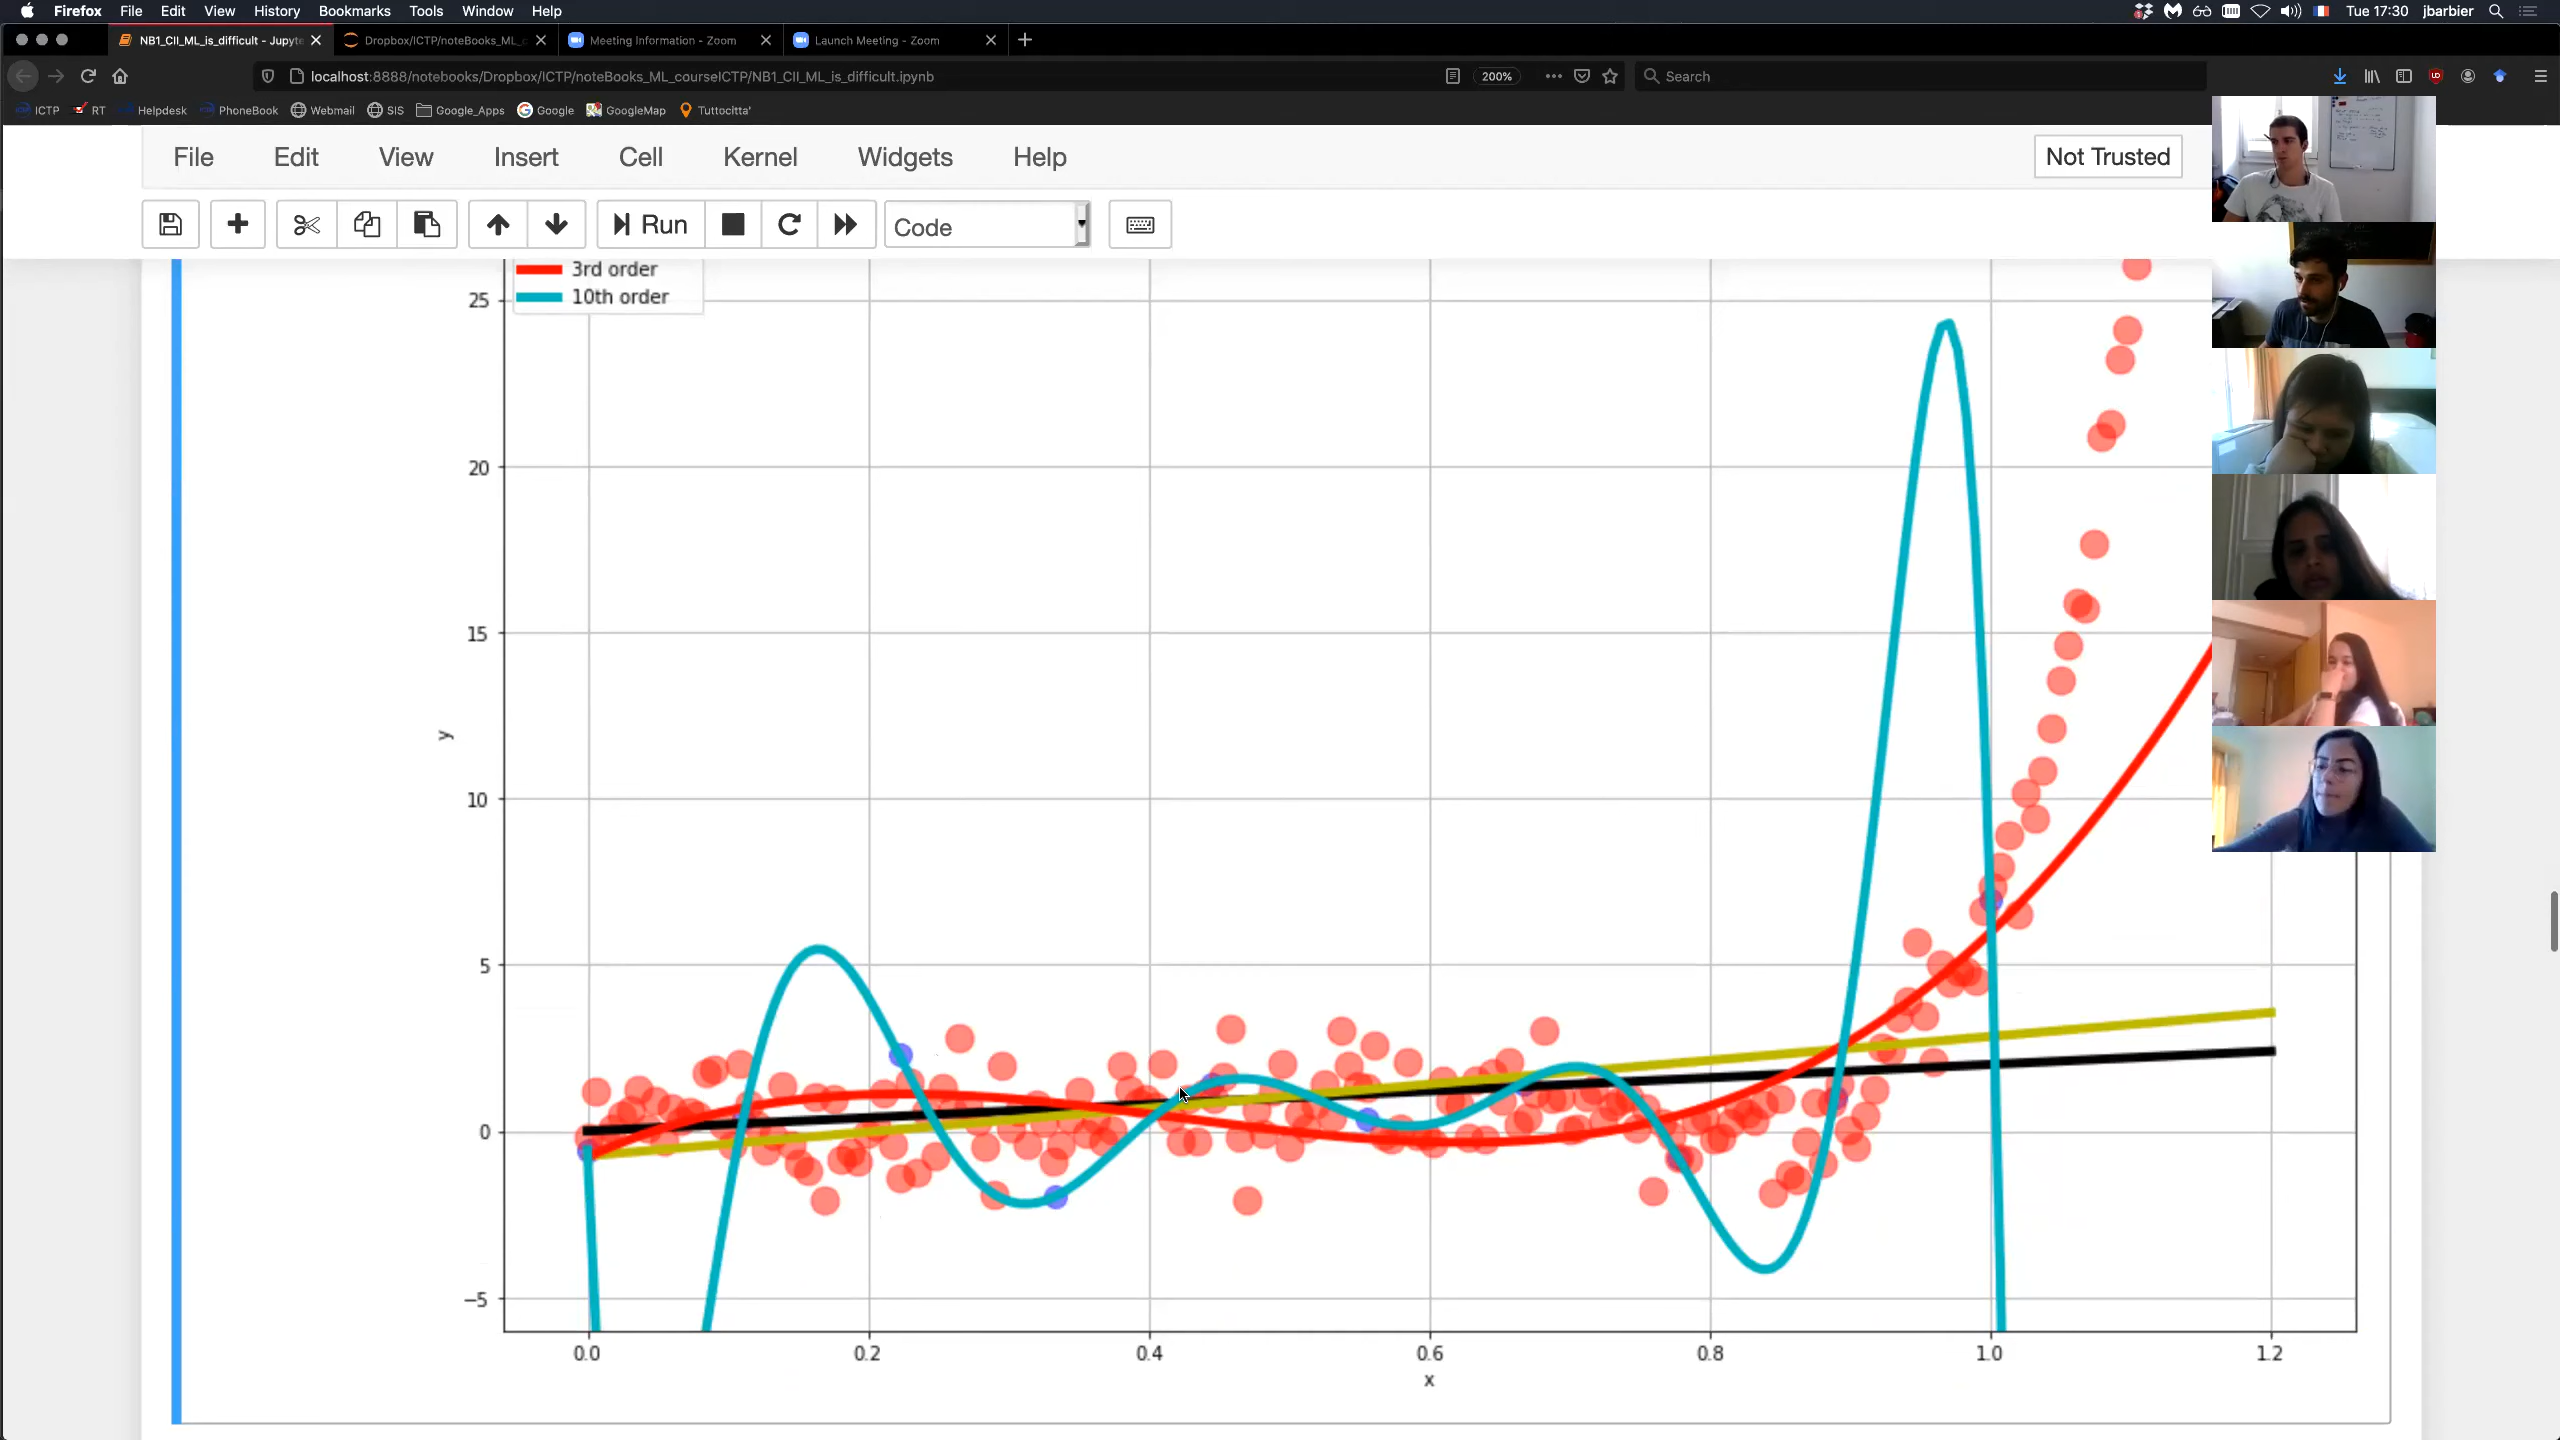 Firefox File Edit View History Bookmarks Tools Window Help Tue 17:30 jbarbier
NB1_CII_ML_is_difficult - Jupyte Dropbox/ICTP/noteBooks_ML_c Meeting Information - Zoom Launch Meeting - Zoom
localhost:8888/notebooks/Dropbox/ICTP/noteBooks_ML_courseICTP/NB1_CII_ML_is_difficult.ipynb 200% Search
ICTP RT Helpdesk PhoneBook Webmail SIS Google_Apps Google GoogleMap Tuttocitta'
File Edit View Insert Cell Kernel Widgets Help Not Trusted
Run Code
3rd order
10th order
25
20
15
10
5
0
−5
y
0.0 0.2 0.4 0.6 0.8 1.0 1.2
x